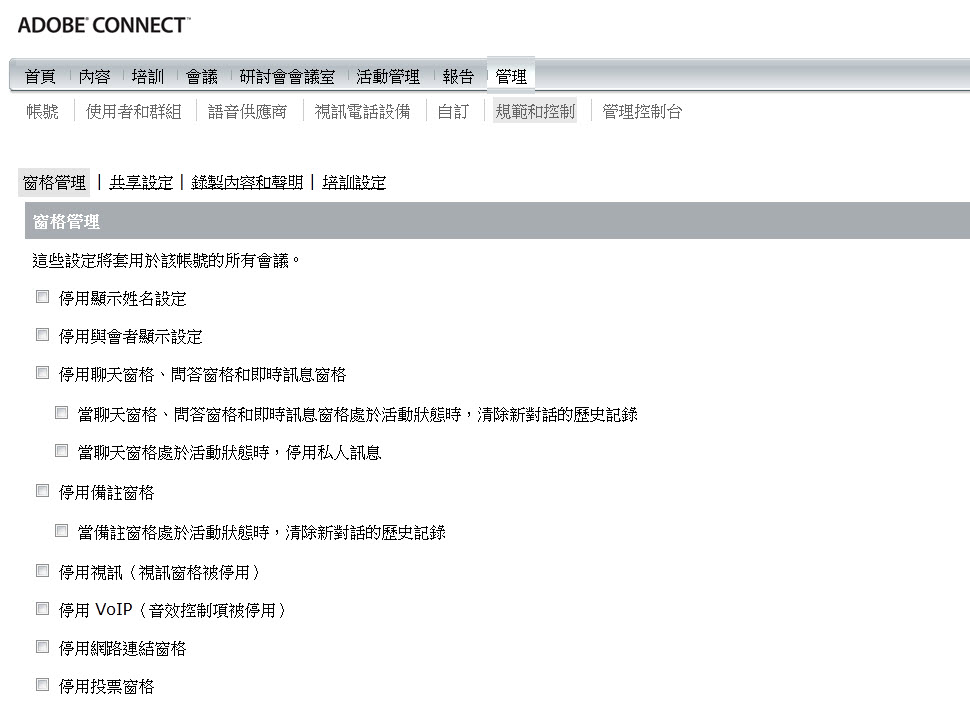 ADOBE® CONNECT™
首頁 內容 培訓 會議 研討會會議室 活動管理 報告 管理
帳號 使用者和群組 語音供應商 視訊電話設備 自訂 規範和控制 管理控制台
窗格管理 | 共享設定 | 錄製內容和聲明 | 培訓設定
窗格管理
這些設定將套用於該帳號的所有會議。
停用顯示姓名設定
停用與會者顯示設定
停用聊天窗格、問答窗格和即時訊息窗格
當聊天窗格、問答窗格和即時訊息窗格處於活動狀態時，清除新對話的歷史記錄
當聊天窗格處於活動狀態時，停用私人訊息
停用備註窗格
當備註窗格處於活動狀態時，清除新對話的歷史記錄
停用視訊（視訊窗格被停用）
停用 VoIP（音效控制項被停用）
停用網路連結窗格
停用投票窗格